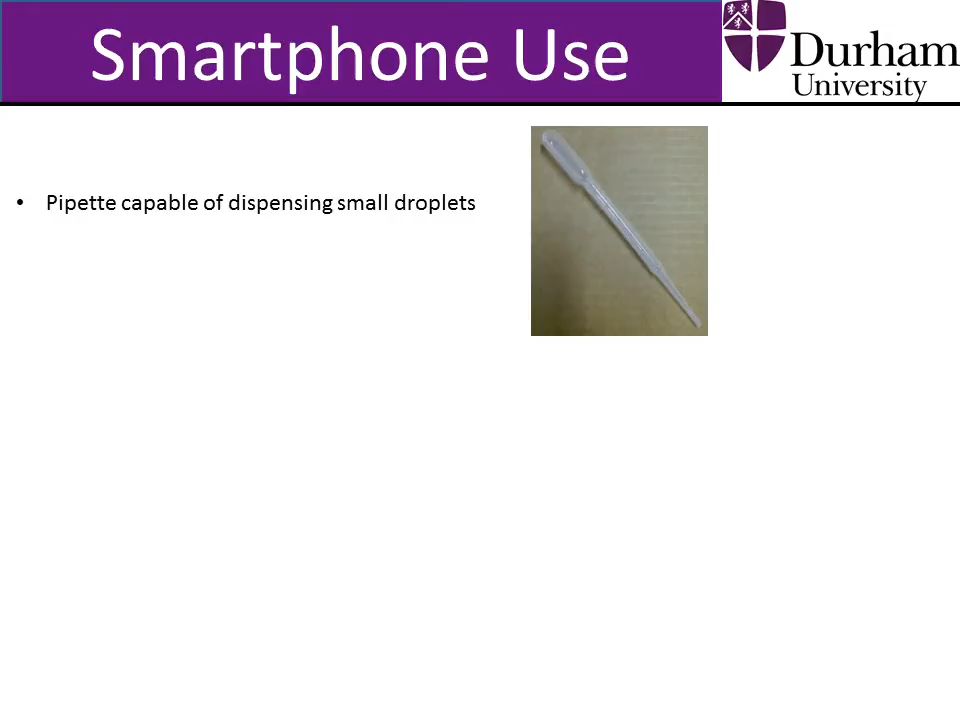 Smartphone Use
Durham
University
• Pipette capable of dispensing small droplets